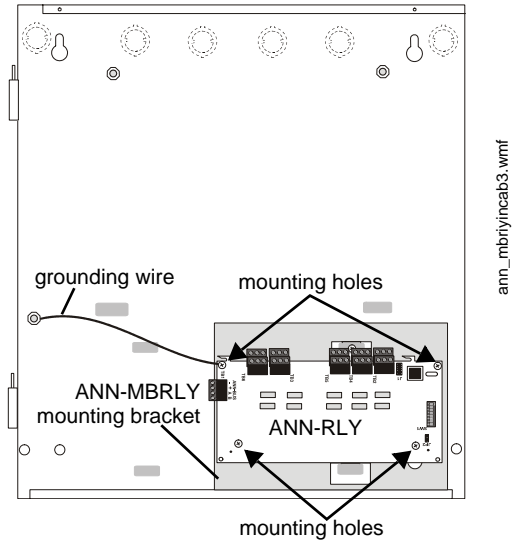 grounding wire
mounting holes
ANN-MBRLY
mounting bracket
ANN-RLY
mounting holes
ann_mbrlyincab3.wmf